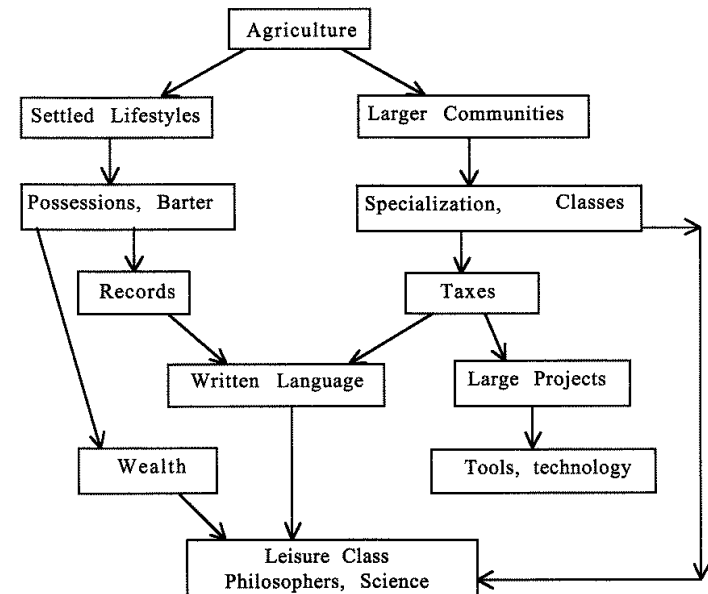 Agriculture
Settled Lifestyles
Larger Communities
Possessions, Barter
Specialization, Classes
Records
Taxes
Written Language
Large Projects
Wealth
Tools, technology
Leisure Class
Philosophers, Science